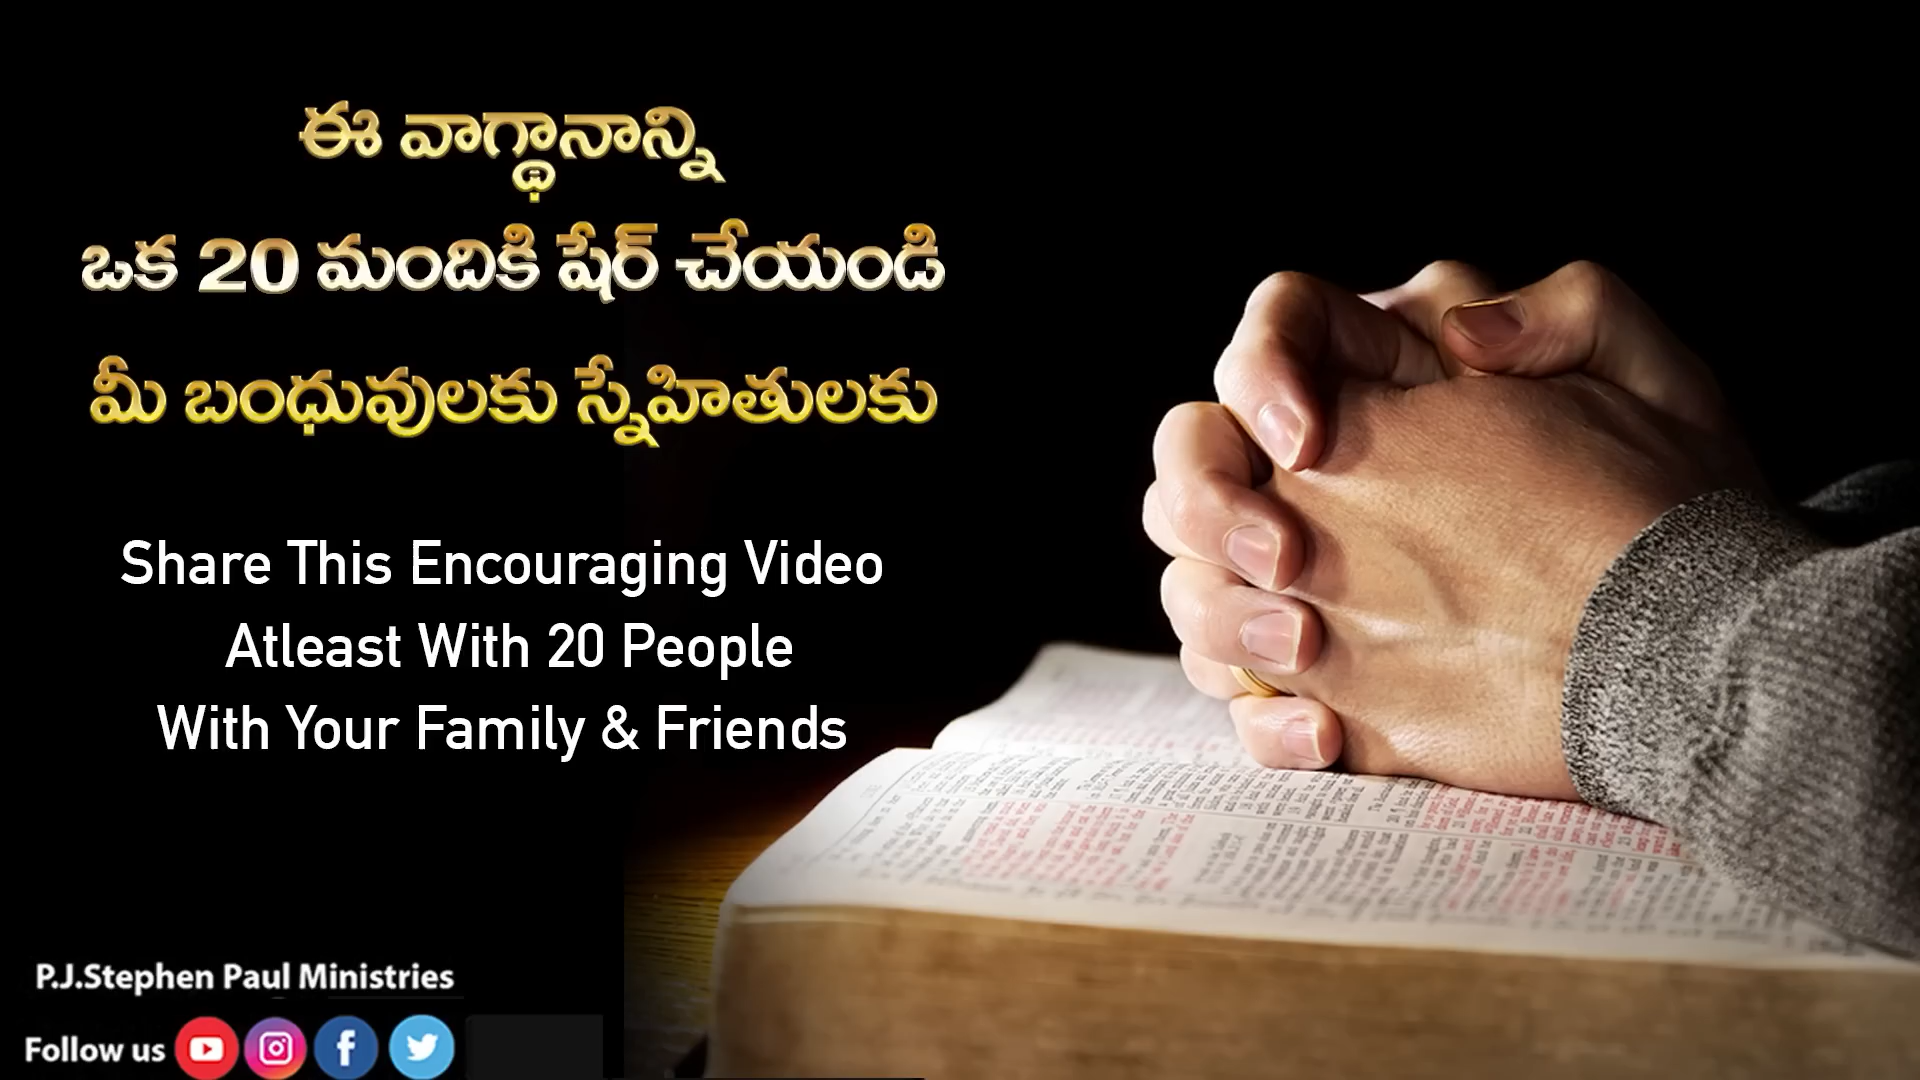 ఈ వాగ్ధానాన్ని
ఒక 20 మందికి షేర్ చేయండి
మీ బంధువులకు స్నేహితులకు
Share This Encouraging Video
Atleast With 20 People
With Your Family & Friends
P.J.Stephen Paul Ministries
Follow us